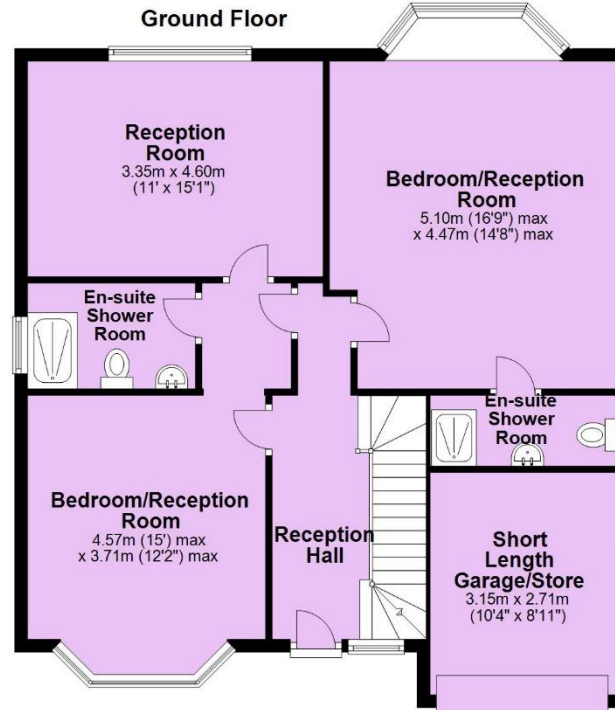 Ground Floor
Reception
Room
3.35m x 4.60m
(11' x 15'1")
Bedroom/Reception
Room
5.10m (16'9") max
x 4.47m (14'8") max
En-suite
Shower
Room
En-suite
Shower
Room
Bedroom/Reception
Room
4.57m (15') max
x 3.71m (12'2") max
Reception
Hall
Short
Length
Garage/Store
3.15m x 2.71m
(10'4" x 8'11")